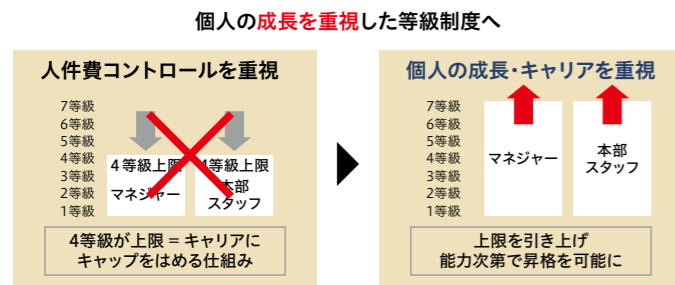 個人の成長を重視した等級制度へ
人件費コントロールを重視
7等級
6等級
5等級
4等級
3等級
2等級
1等級
4等級上限
マネジャー
4等級上限
本部
スタッフ
4等級が上限 = キャリアに
キャップをはめる仕組み
個人の成長・キャリアを重視
7等級
6等級
5等級
4等級
3等級
2等級
1等級
マネジャー
本部
スタッフ
上限を引き上げ
能力次第で昇格を可能に